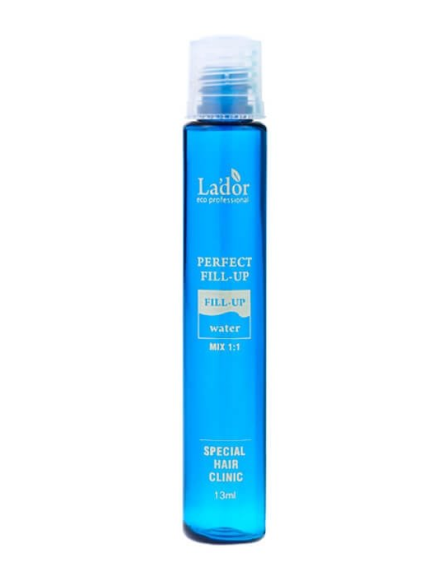 La'dor
eco professional
PERFECT
FILL-UP
FILL-UP
water
MIX 1:1
SPECIAL
HAIR
CLINIC
13ml